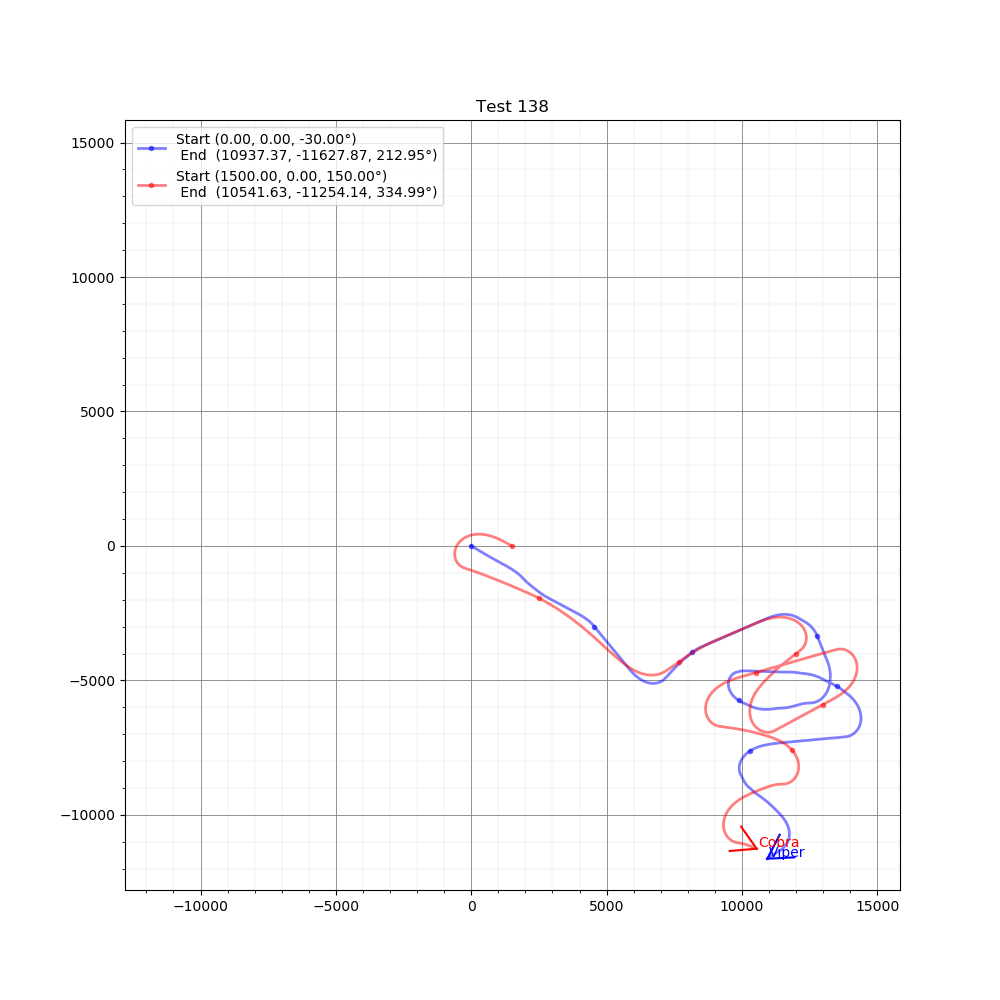 Test 138
Start (0.00, 0.00, -30.00°)
End (10937.37, -11627.87, 212.95°)
Start (1500.00, 0.00, 150.00°)
End (10541.63, -11254.14, 334.99°)
15000
10000
5000
0
−5000
−10000
Cobra
Viper
−10000
−5000
0
5000
10000
15000